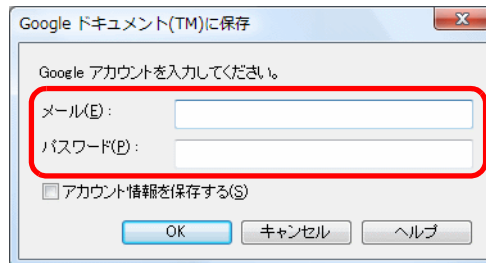 Google ドキュメント(TM)に保存
Google アカウントを入力してください。
メール(E):
パスワード(P):
アカウント情報を保存する(S)
OK キャンセル ヘルプ